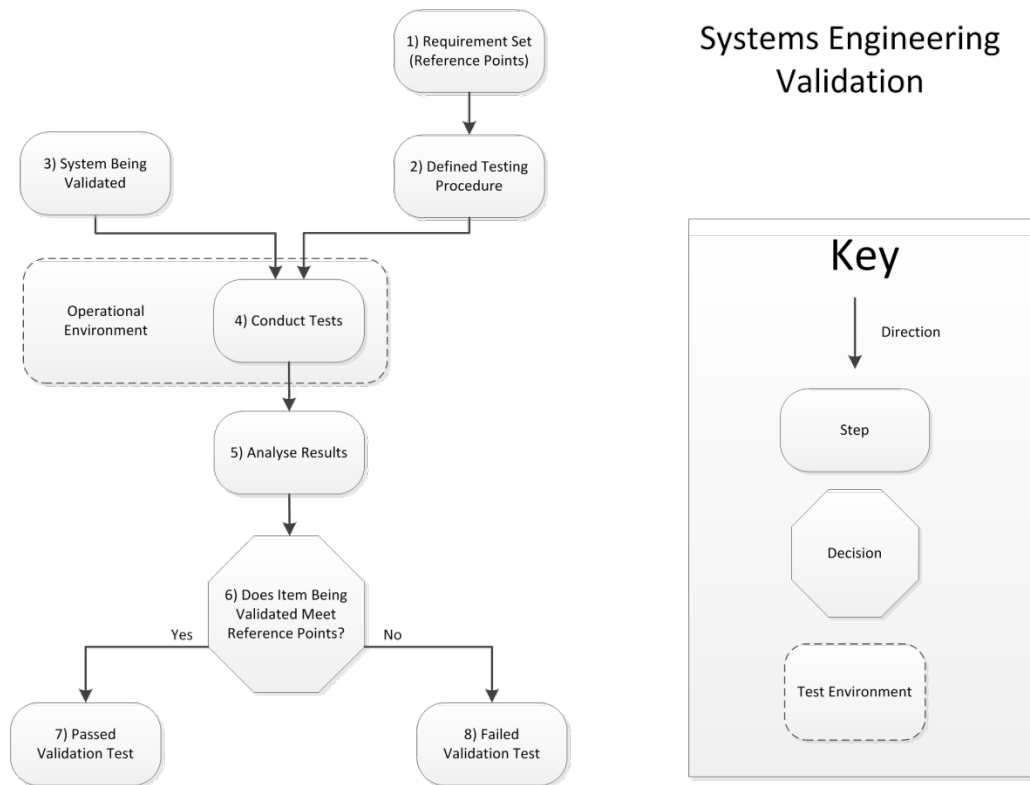 Systems Engineering
Validation
1) Requirement Set
(Reference Points)
2) Defined Testing
Procedure
3) System Being
Validated
Operational
Environment
4) Conduct Tests
5) Analyse Results
6) Does Item Being
Validated Meet
Reference Points?
Yes
No
7) Passed
Validation Test
8) Failed
Validation Test
Key
Direction
Step
Decision
Test Environment